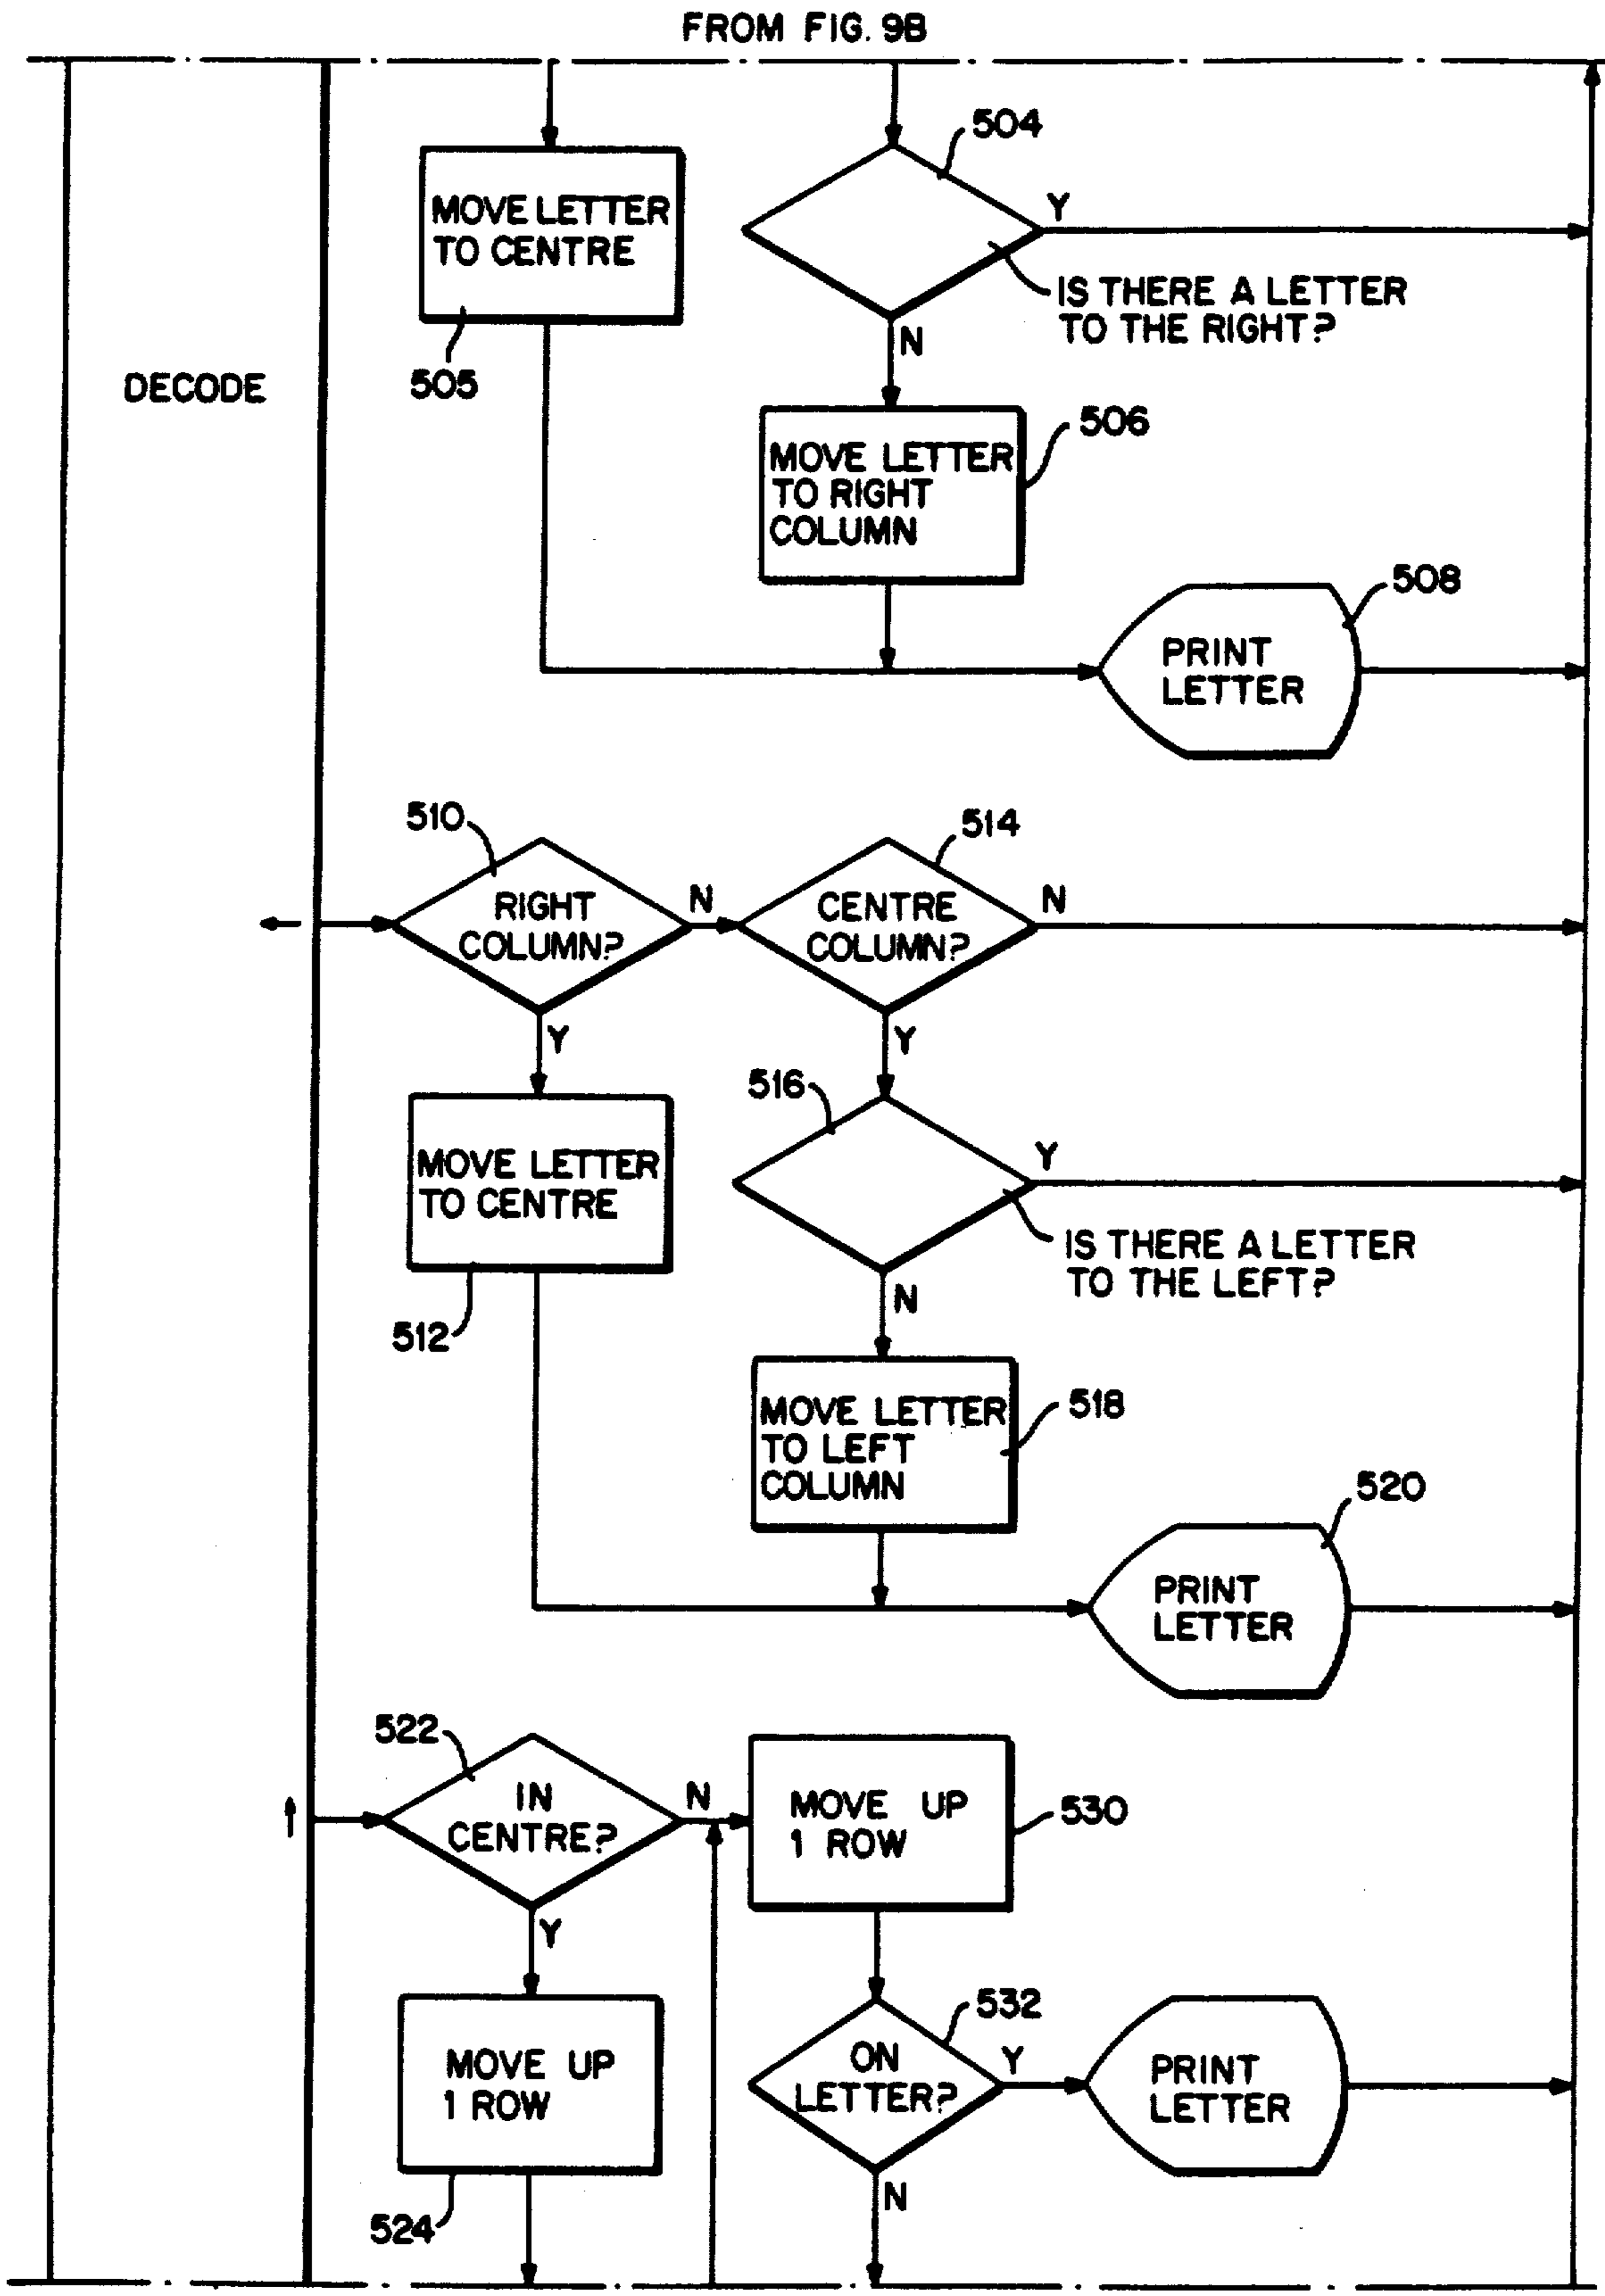 FROM FIG. 9B
504
MOVE LETTER
TO CENTRE
Y
IS THERE A LETTER
TO THE RIGHT?
N
505
DECODE
506
MOVE LETTER
TO RIGHT
COLUMN
508
PRINT
LETTER
510
514
RIGHT
COLUMN?
N
CENTRE
COLUMN?
N
Y
Y
516
MOVE LETTER
TO CENTRE
Y
IS THERE A LETTER
TO THE LEFT?
N
512
MOVE LETTER
TO LEFT
COLUMN
518
520
PRINT
LETTER
522
IN
CENTRE?
N
MOVE UP
1 ROW
530
Y
532
MOVE UP
1 ROW
ON
LETTER?
Y
PRINT
LETTER
N
524